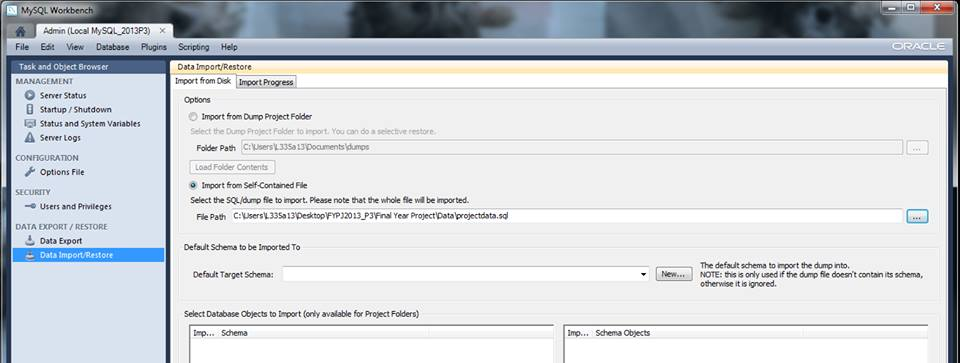 MySQL Workbench
Admin (Local MySQL_2013P3)
File Edit View Database Plugins Scripting Help
ORACLE
Task and Object Browser
MANAGEMENT
Server Status
Startup / Shutdown
Status and System Variables
Server Logs
CONFIGURATION
Options File
SECURITY
Users and Privileges
DATA EXPORT / RESTORE
Data Export
Data Import/Restore
Data Import/Restore
Import from Disk Import Progress
Options
Import from Dump Project Folder
Select the Dump Project Folder to import. You can do a selective restore.
Folder Path C:\Users\L335a13\Documents\dumps ...
Load Folder Contents
Import from Self-Contained File
Select the SQL/dump file to import. Please note that the whole file will be imported.
File Path C:\Users\L335a13\Desktop\FYPJ2013_P3\Final Year Project\Data\projectdata.sql ...
Default Schema to be Imported To
Default Target Schema: New...
The default schema to import the dump into.
NOTE: this is only used if the dump file doesn't contain its schema,
otherwise it is ignored.
Select Database Objects to Import (only available for Project Folders)
Imp... Schema Imp... Schema Objects